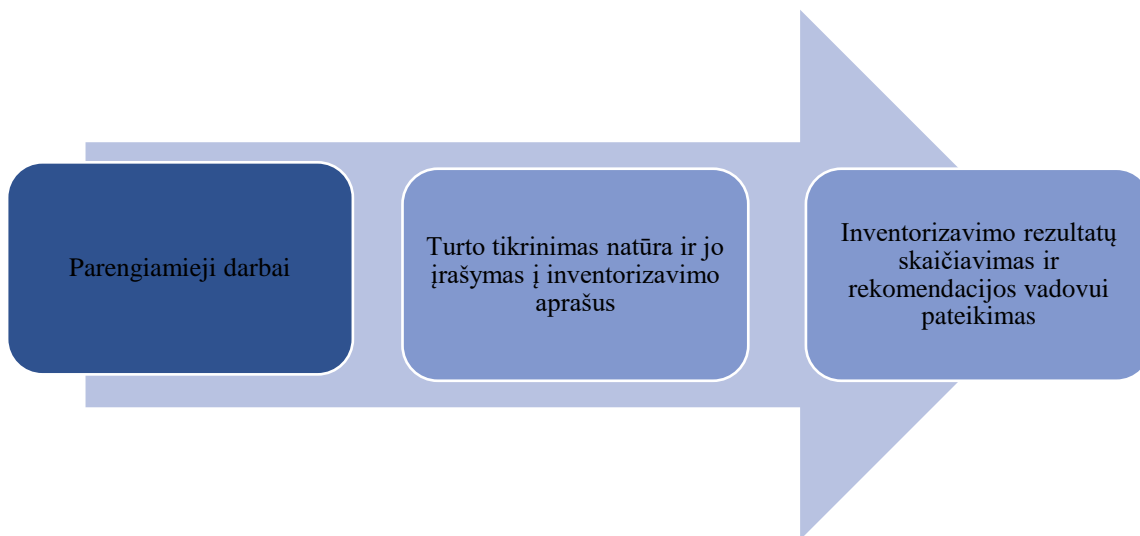 Parengiamieji darbai
Turto tikrinimas natūra ir jo
įrašymas į inventorizavimo
aprašus
Inventorizavimo rezultatų
skaičiavimas ir
rekomendacijos vadovui
pateikimas